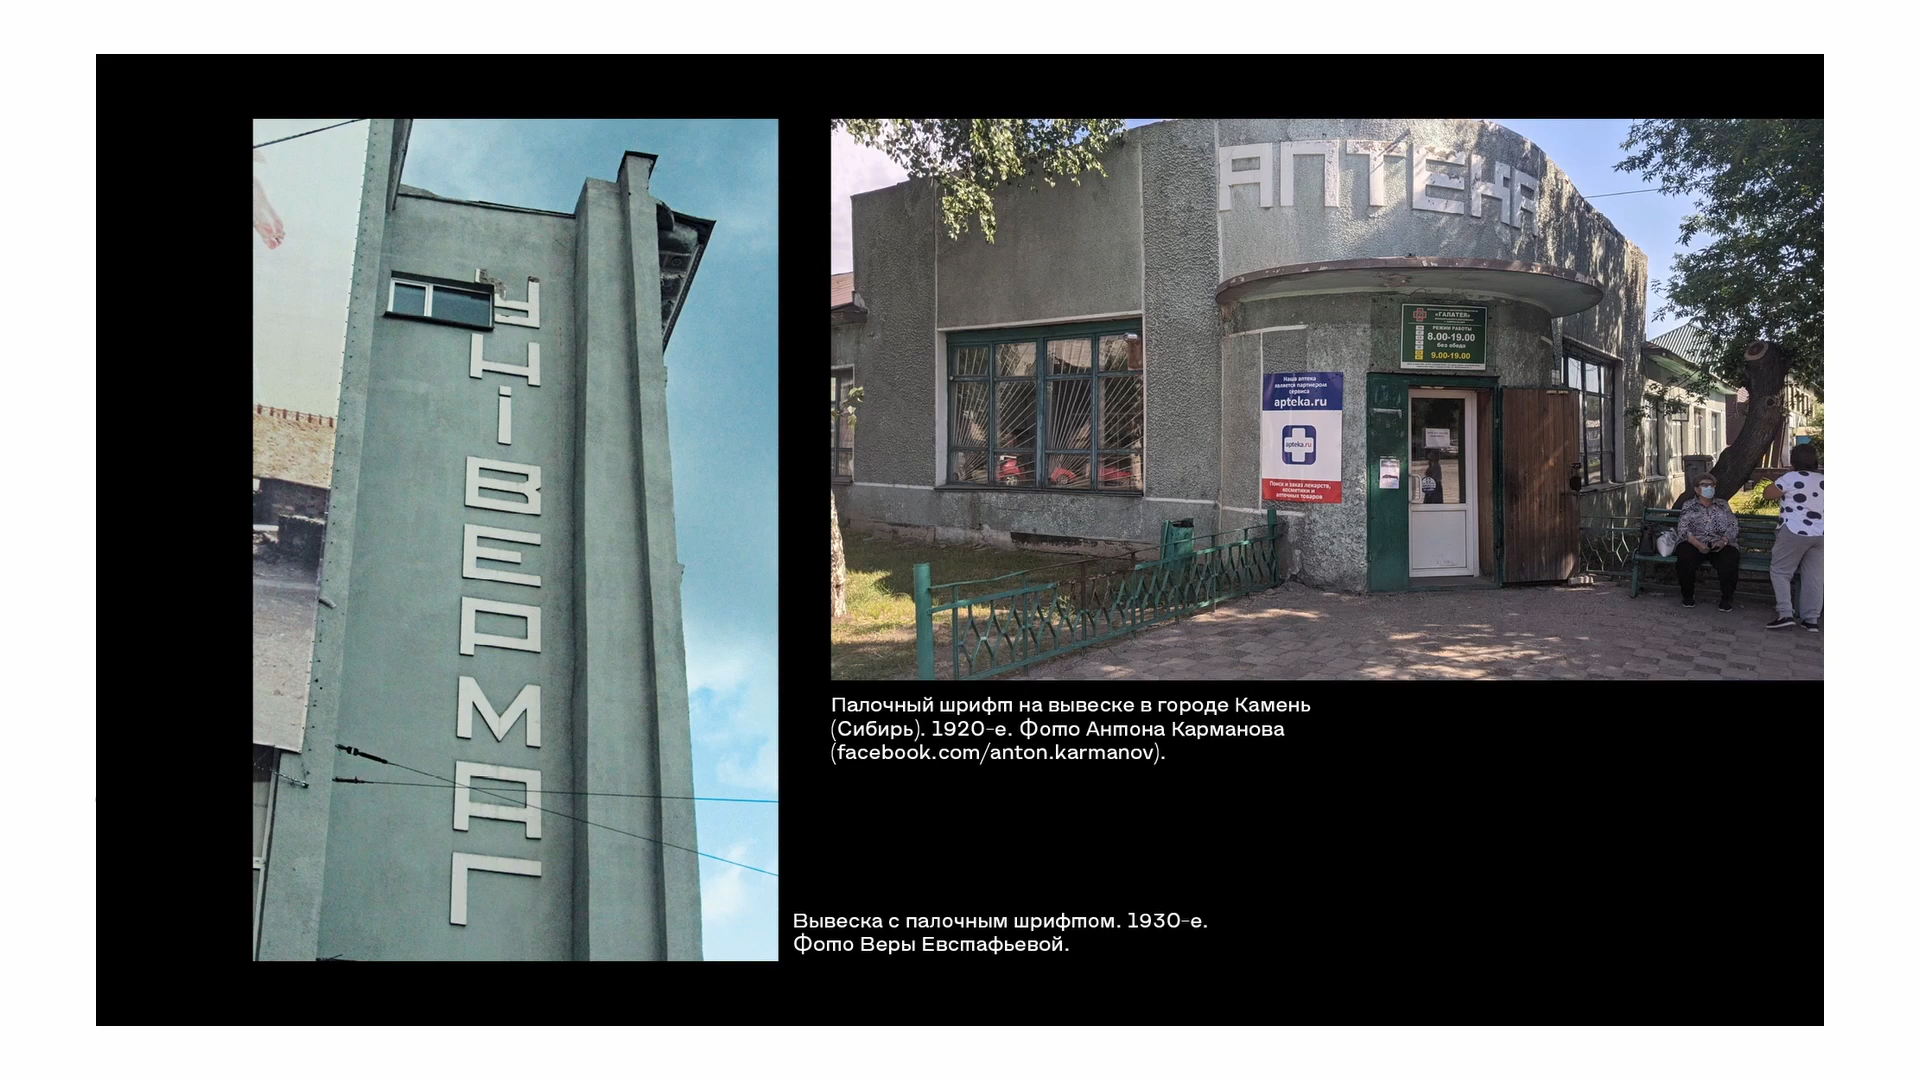 УНІВЕРМАГ
АПТЕКА
«ГАЛАТЕЯ»
РЕЖИМ РАБОТЫ
8.00-19.00
без обеда
9.00-19.00
Наша аптека
является партнером
сервиса
apteka.ru
apteka.ru
Поиск и заказ лекарств,
косметики и
аптечных товаров
Палочный шрифт на вывеске в городе Камень
(Сибирь). 1920-е. Фото Антона Карманова
(facebook.com/anton.karmanov).
Вывеска с палочным шрифтом. 1930-е.
Фото Веры Евстафьевой.